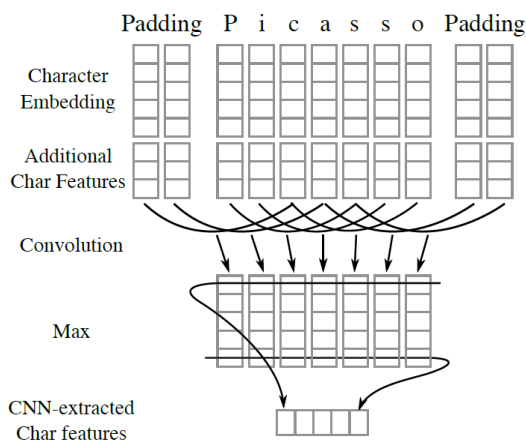 Padding P i c a s s o Padding
Character
Embedding
Additional
Char Features
Convolution
Max
CNN-extracted
Char features